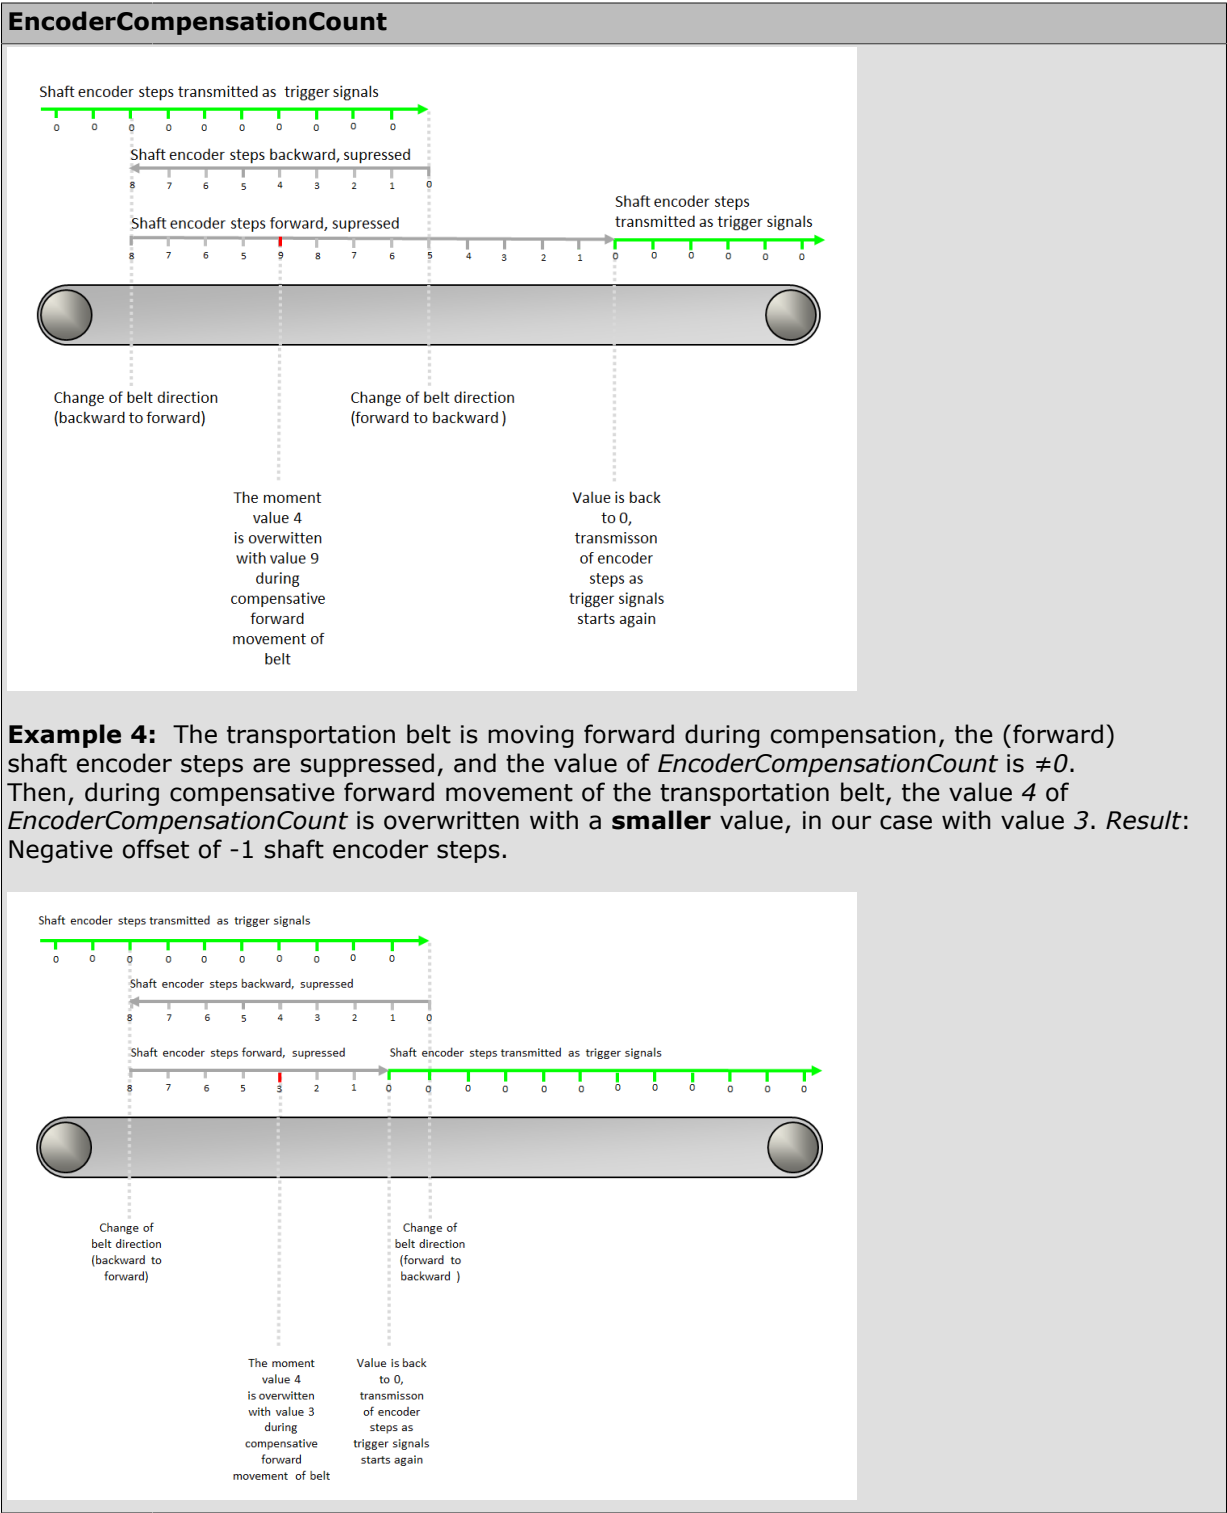 EncoderCompensationCount
Shaft encoder steps transmitted as trigger signals
0 0 0 0 0 0 0 0 0 0
Shaft encoder steps backward, supressed
8 7 6 5 4 3 2 1 0
Shaft encoder steps
transmitted as trigger signals
Shaft encoder steps forward, supressed
8 7 6 5 9 8 7 6 5 4 3 2 1 0 0 0 0 0 0
Change of belt direction
(backward to forward)
Change of belt direction
(forward to backward )
The moment
value 4
is overwitten
with value 9
during
compensative
forward
movement of
belt
Value is back
to 0,
transmisson
of encoder
steps as
trigger signals
starts again
Example 4: The transportation belt is moving forward during compensation, the (forward)
shaft encoder steps are suppressed, and the value of EncoderCompensationCount is ≠0.
Then, during compensative forward movement of the transportation belt, the value 4 of
EncoderCompensationCount is overwritten with a smaller value, in our case with value 3. Result:
Negative offset of -1 shaft encoder steps.
Shaft encoder steps transmitted as trigger signals
0 0 0 0 0 0 0 0 0 0
Shaft encoder steps backward, supressed
8 7 6 5 4 3 2 1 0
Shaft encoder steps forward, supressed
Shaft encoder steps transmitted as trigger signals
8 7 6 5 3 2 1 0 0 0 0 0 0 0 0 0 0 0 0
Change of
belt direction
(backward to
forward)
Change of
belt direction
(forward to
backward )
The moment
value 4
is overwitten
with value 3
during
compensative
forward
movement of belt
Value is back
to 0,
transmisson
of encoder
steps as
trigger signals
starts again